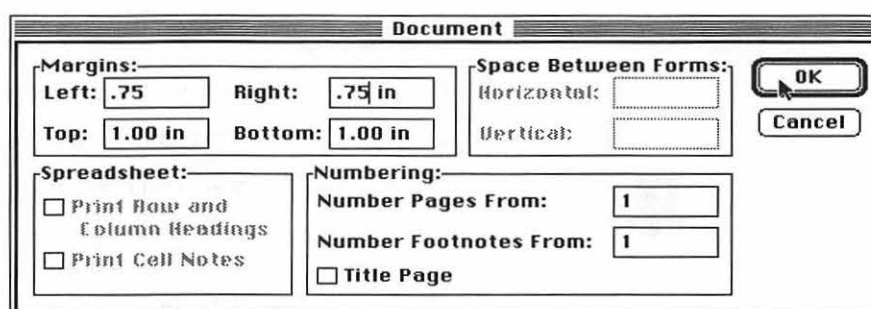 Document
Margins:
Left: .75 Right: .75 in
Top: 1.00 in Bottom: 1.00 in
Space Between Forms:
Horizontal:
Vertical:
OK
Cancel
Spreadsheet:
Print Row and
Column Headings
Print Cell Notes
Numbering:
Number Pages From: 1
Number Footnotes From: 1
Title Page